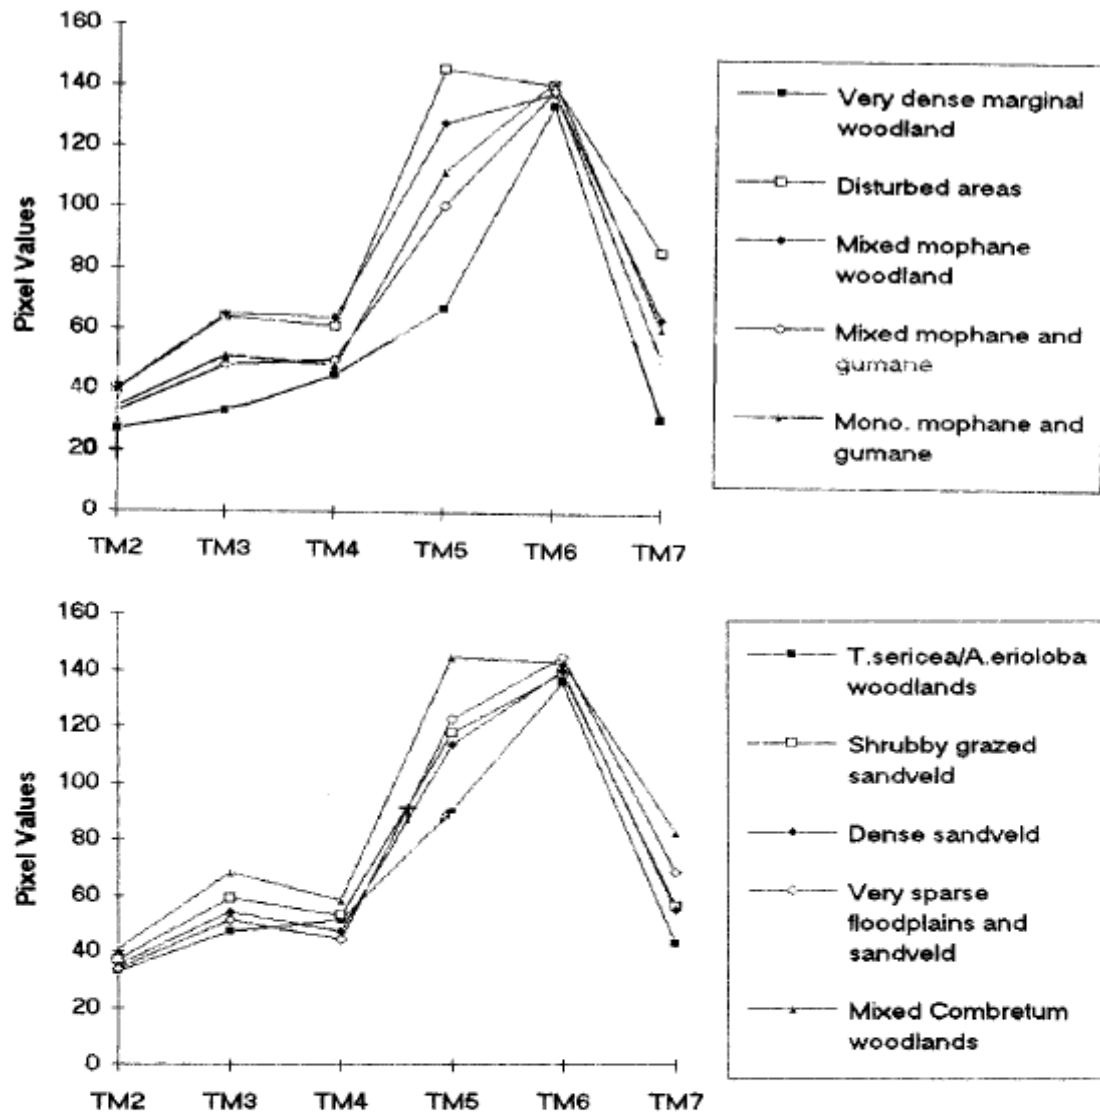 160
140
120
100
80
60
40
20
0
Pixel Values
TM2 TM3 TM4 TM5 TM6 TM7
Very dense marginal
woodland
Disturbed areas
Mixed mophane
woodland
Mixed mophane and
gumane
Mono. mophane and
gumane
160
140
120
100
80
60
40
20
0
Pixel Values
TM2 TM3 TM4 TM5 TM6 TM7
T.sericea/A.erioloba
woodlands
Shrubby grazed
sandveld
Dense sandveld
Very sparse
floodplains and
sandveld
Mixed Combretum
woodlands